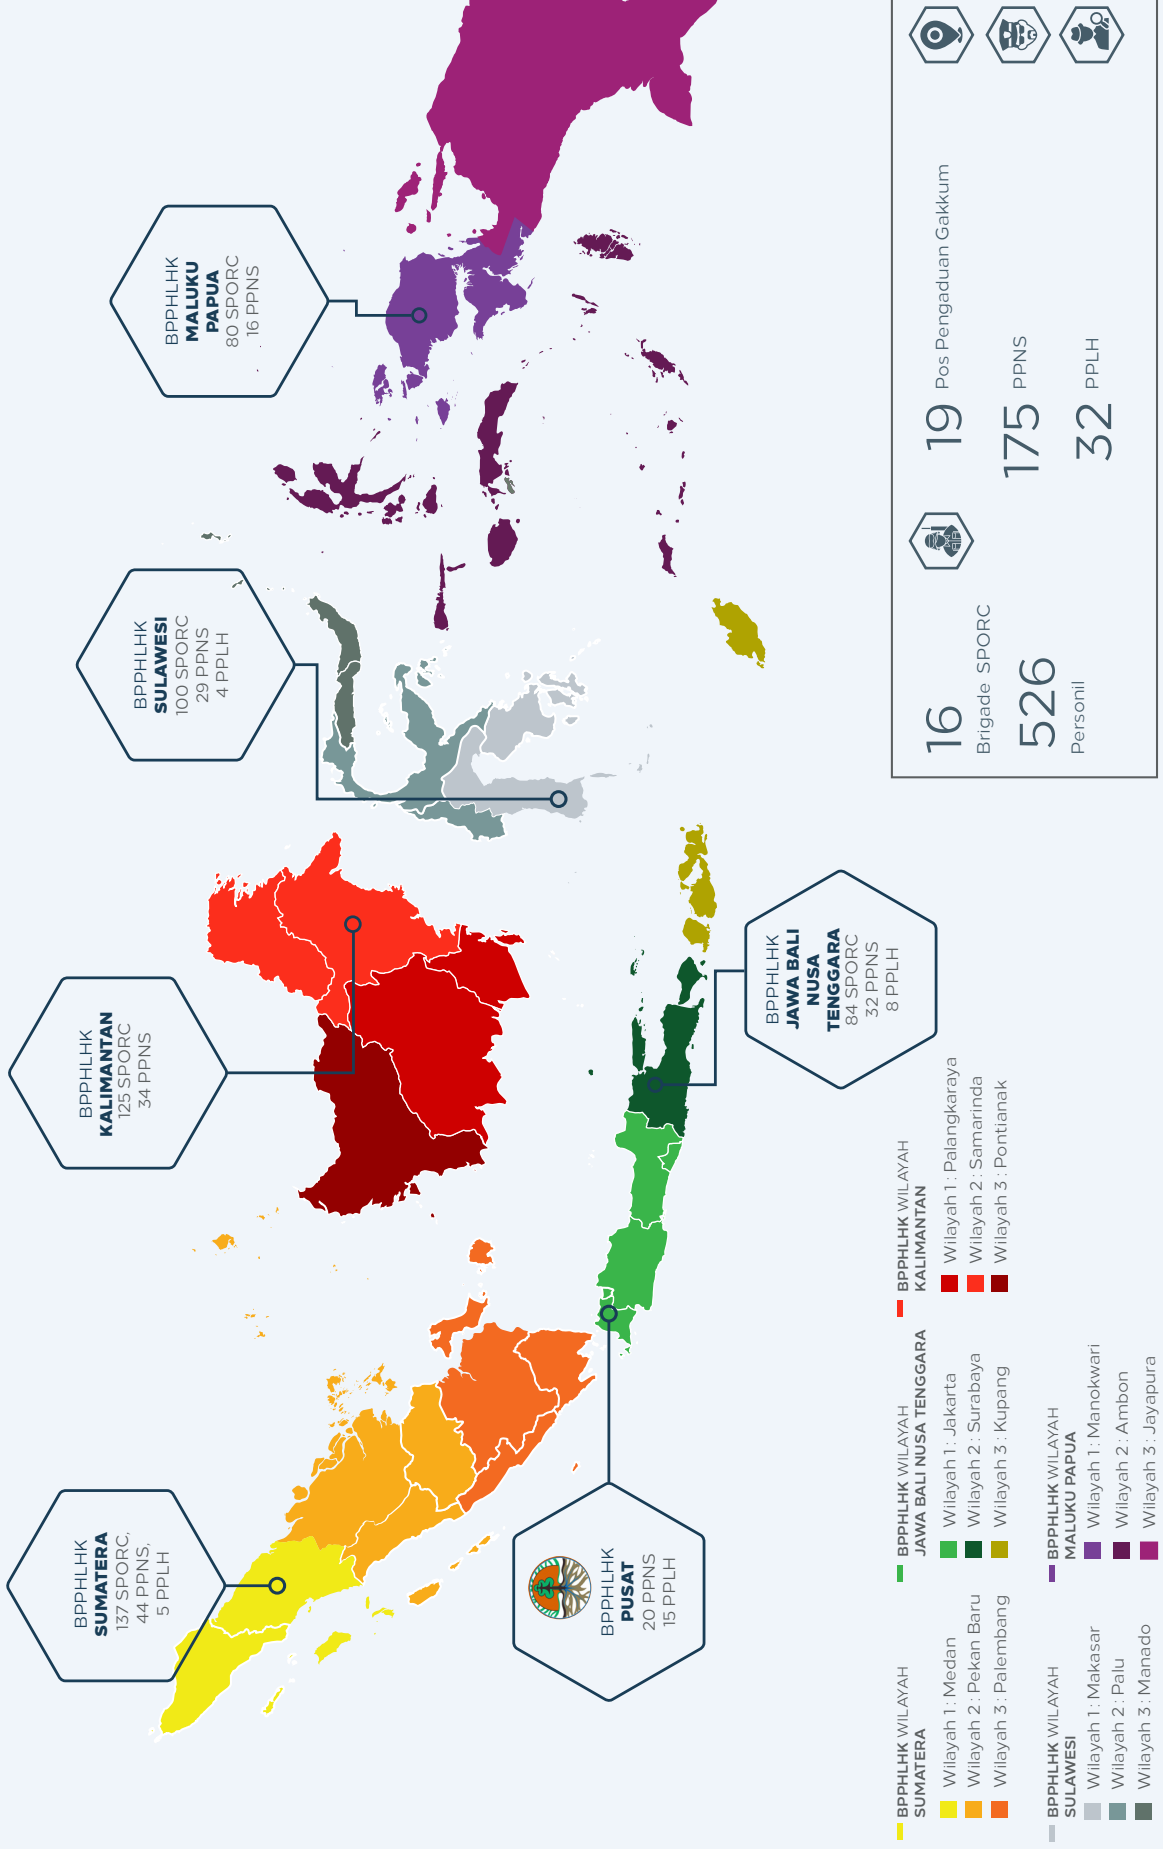 BPPHLHK
SUMATERA
137 SPORC,
44 PPNS,
5 PPLH
BPPHLHK
KALIMANTAN
125 SPORC
34 PPNS
BPPHLHK
SULAWESI
100 SPORC
29 PPNS
4 PPLH
BPPHLHK
MALUKU
PAPUA
80 SPORC
16 PPNS
BPPHLHK
PUSAT
20 PPNS
15 PPLH
BPPHLHK
JAWA BALI
NUSA
TENGGARA
84 SPORC
32 PPNS
8 PPLH
BPPHLHK WILAYAH
SUMATERA
Wilayah 1 : Medan
Wilayah 2 : Pekan Baru
Wilayah 3 : Palembang
BPPHLHK WILAYAH
JAWA BALI NUSA TENGGARA
Wilayah 1 : Jakarta
Wilayah 2 : Surabaya
Wilayah 3 : Kupang
BPPHLHK WILAYAH
KALIMANTAN
Wilayah 1 : Palangkaraya
Wilayah 2 : Samarinda
Wilayah 3 : Pontianak
BPPHLHK WILAYAH
SULAWESI
Wilayah 1 : Makasar
Wilayah 2 : Palu
Wilayah 3 : Manado
BPPHLHK WILAYAH
MALUKU PAPUA
Wilayah 1 : Manokwari
Wilayah 2 : Ambon
Wilayah 3 : Jayapura
16
Brigade SPORC
526
Personil
19 Pos Pengaduan Gakkum
175 PPNS
32 PPLH